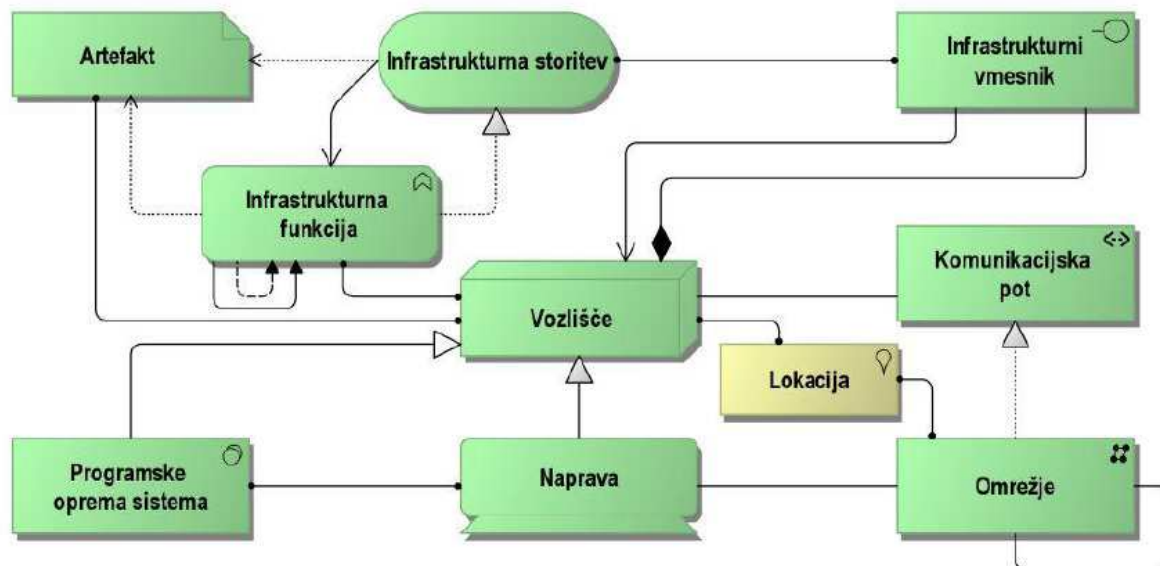 Artefakt
Infrastrukturna storitev
Infrastrukturni
vmesnik
Infrastrukturna
funkcija
Komunikacijska
pot
Vozlišče
Lokacija
Programske
oprema sistema
Naprava
Omrežje